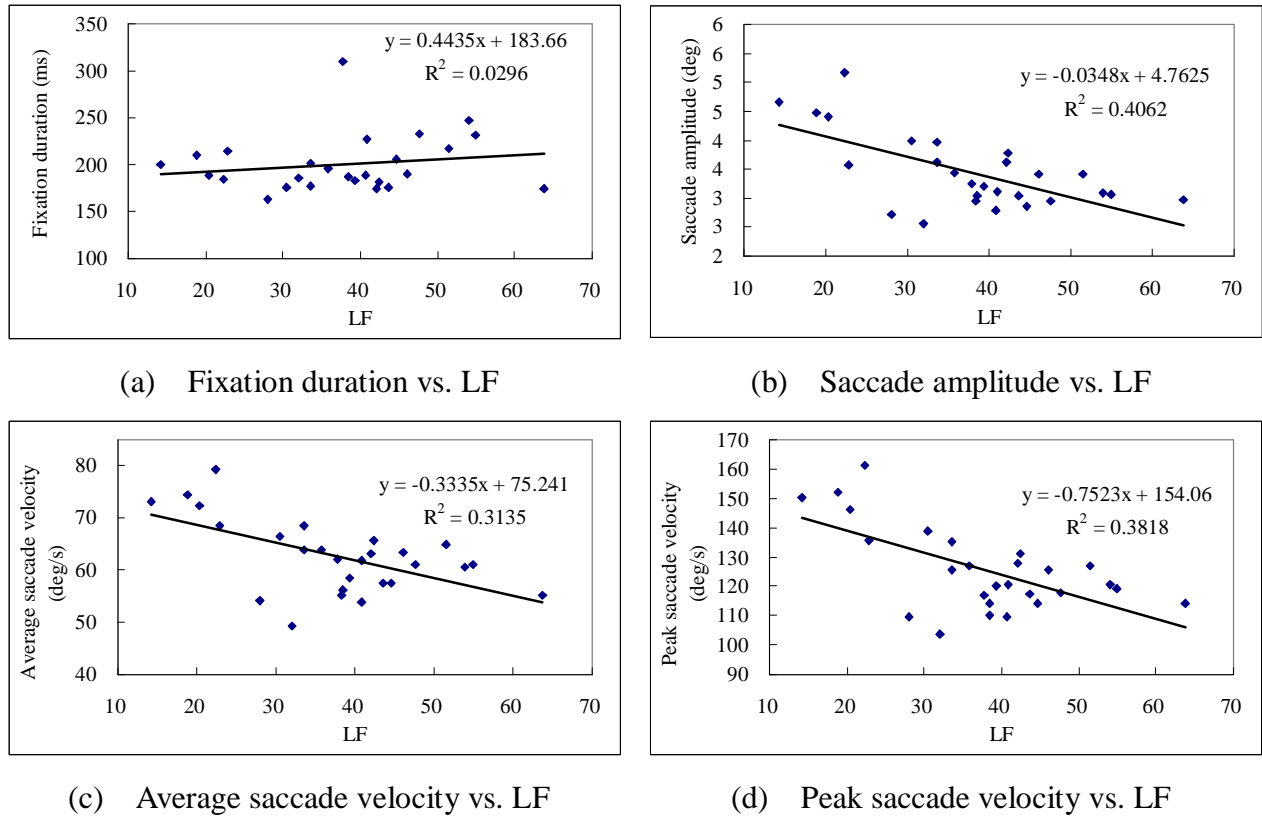 350
300
250
200
150
100
Fixation duration (ms)
y = 0.4435x + 183.66
R² = 0.0296
10 20 30 40 50 60 70
LF
(a) Fixation duration vs. LF
6
6
5
5
4
4
3
3
2
Saccade amplitude (deg)
y = -0.0348x + 4.7625
R² = 0.4062
10 20 30 40 50 60 70
LF
(b) Saccade amplitude vs. LF
80
70
60
50
40
Average saccade velocity
(deg/s)
y = -0.3335x + 75.241
R² = 0.3135
10 20 30 40 50 60 70
LF
(c) Average saccade velocity vs. LF
170
160
150
140
130
120
110
100
90
Peak saccade velocity
(deg/s)
y = -0.7523x + 154.06
R² = 0.3818
10 20 30 40 50 60 70
LF
(d) Peak saccade velocity vs. LF